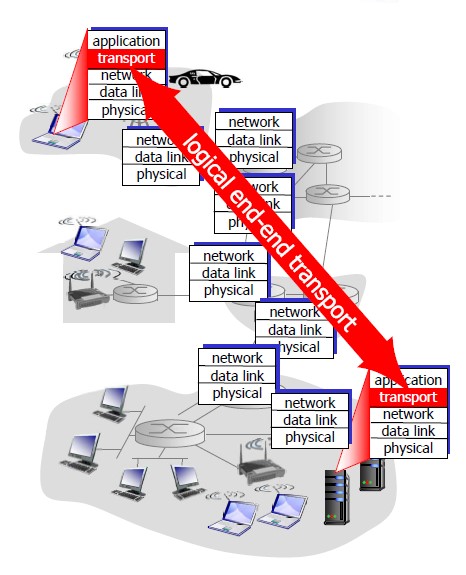 application
transport
network
data link
physical
network
data link
physical
network
data link
physical
logical end-end transport
network
physical
network
data link
physical
network
data link
physical
network
data link
physical
application
transport
network
data link
physical
network
data link
physical